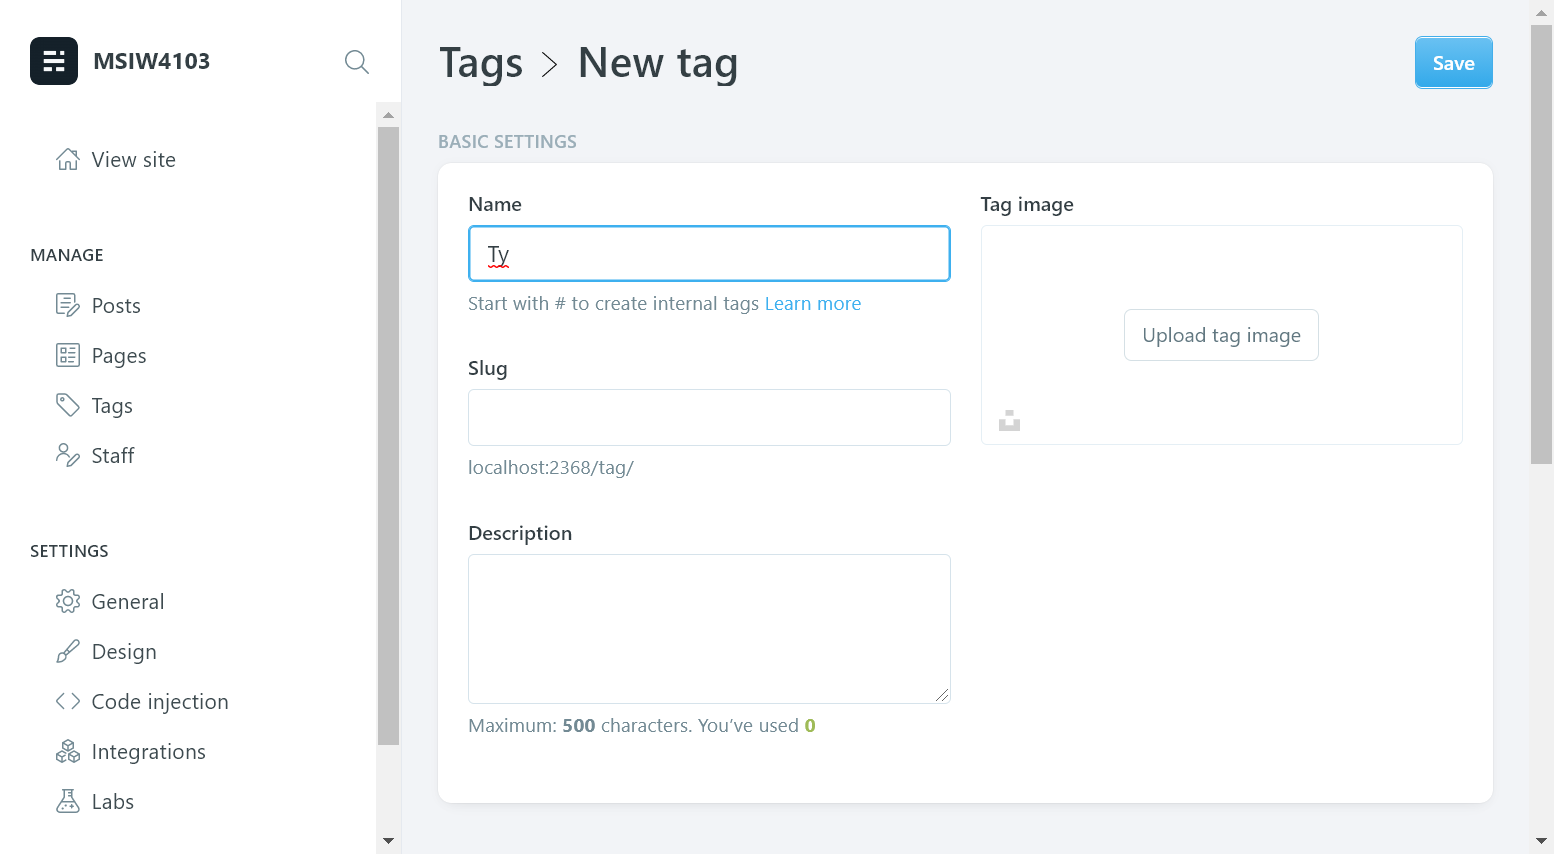 MSIW4103
View site
MANAGE
Posts
Pages
Tags
Staff
SETTINGS
General
Design
Code injection
Integrations
Labs
Tags > New tag
Save
BASIC SETTINGS
Name
Ty
Start with # to create internal tags Learn more
Slug
localhost:2368/tag/
Description
Maximum: 500 characters. You’ve used 0
Tag image
Upload tag image